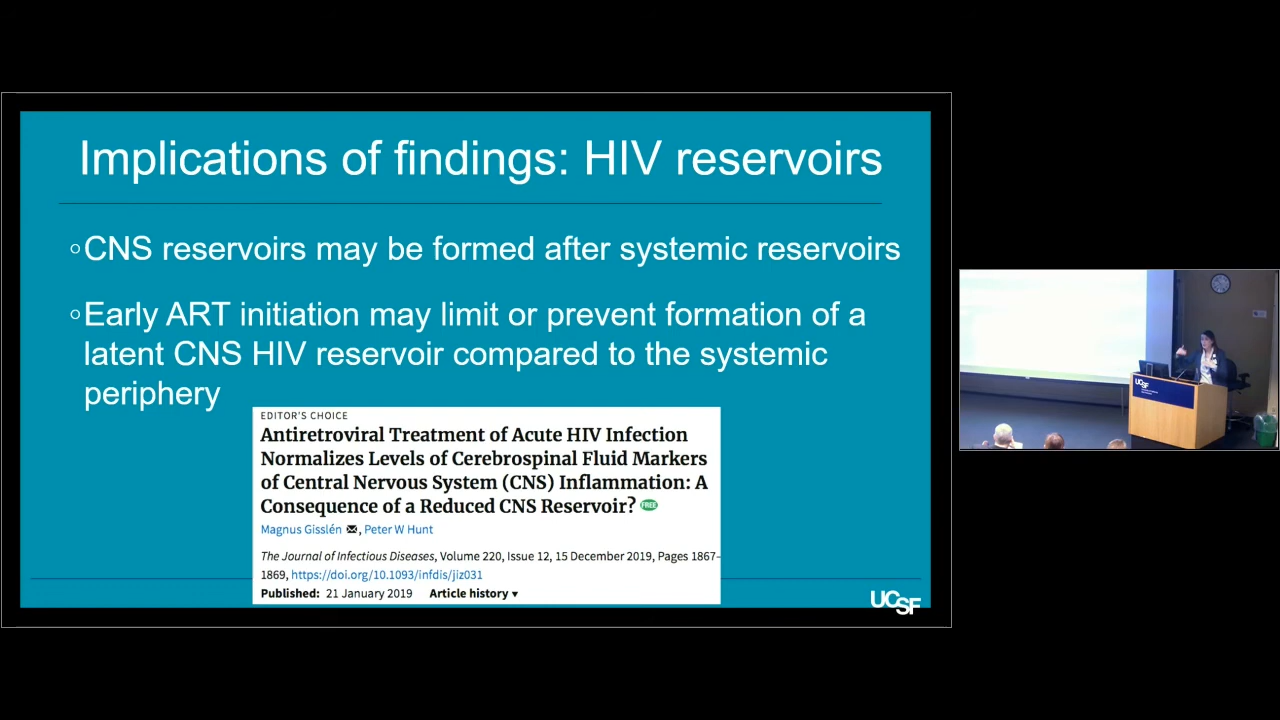 Implications of findings: HIV reservoirs
◦CNS reservoirs may be formed after systemic reservoirs
◦Early ART initiation may limit or prevent formation of a
latent CNS HIV reservoir compared to the systemic
periphery
EDITOR'S CHOICE
Antiretroviral Treatment of Acute HIV Infection
Normalizes Levels of Cerebrospinal Fluid Markers
of Central Nervous System (CNS) Inflammation: A
Consequence of a Reduced CNS Reservoir? FREE
Magnus Gisslén ✉, Peter W Hunt
The Journal of Infectious Diseases, Volume 220, Issue 12, 15 December 2019, Pages 1867–
1869, https://doi.org/10.1093/infdis/jiz031
Published: 21 January 2019 Article history ▾
UCSF
UCSF